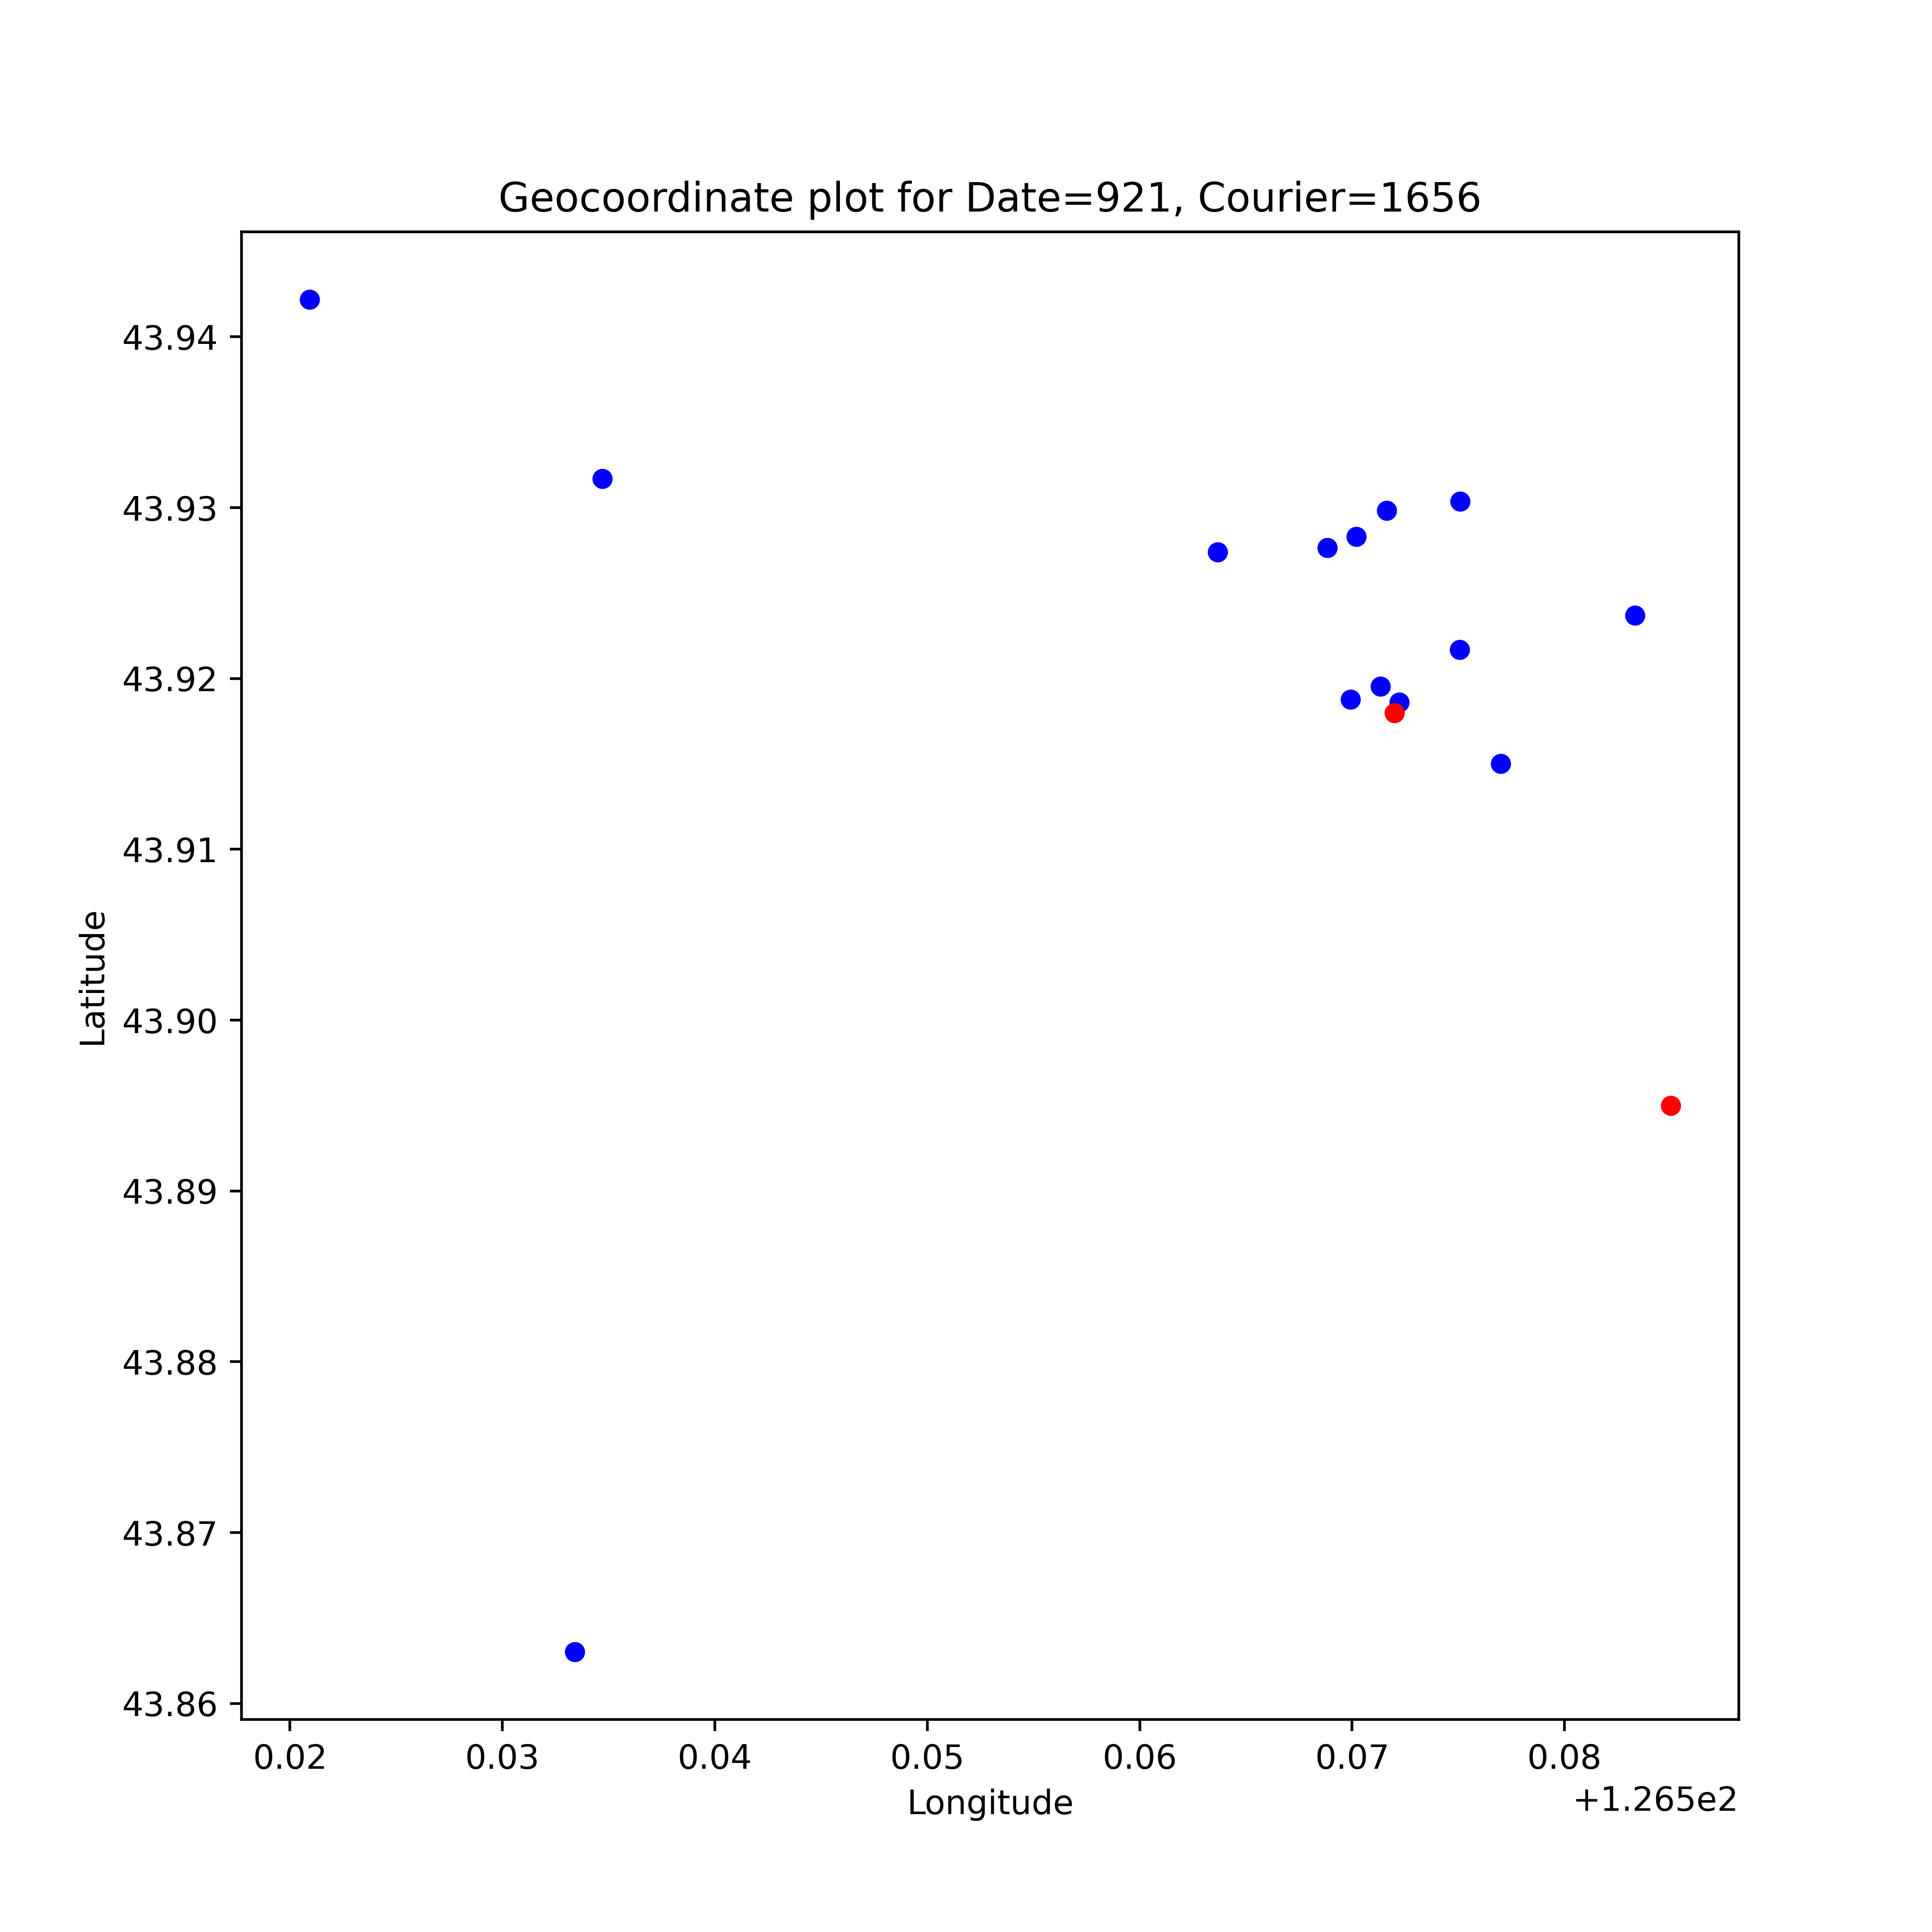 Geocoordinate plot for Date=921, Courier=1656
43.94
43.93
43.92
43.91
43.90
43.89
43.88
43.87
43.86
Latitude
0.02 0.03 0.04 0.05 0.06 0.07 0.08
Longitude
+1.265e2